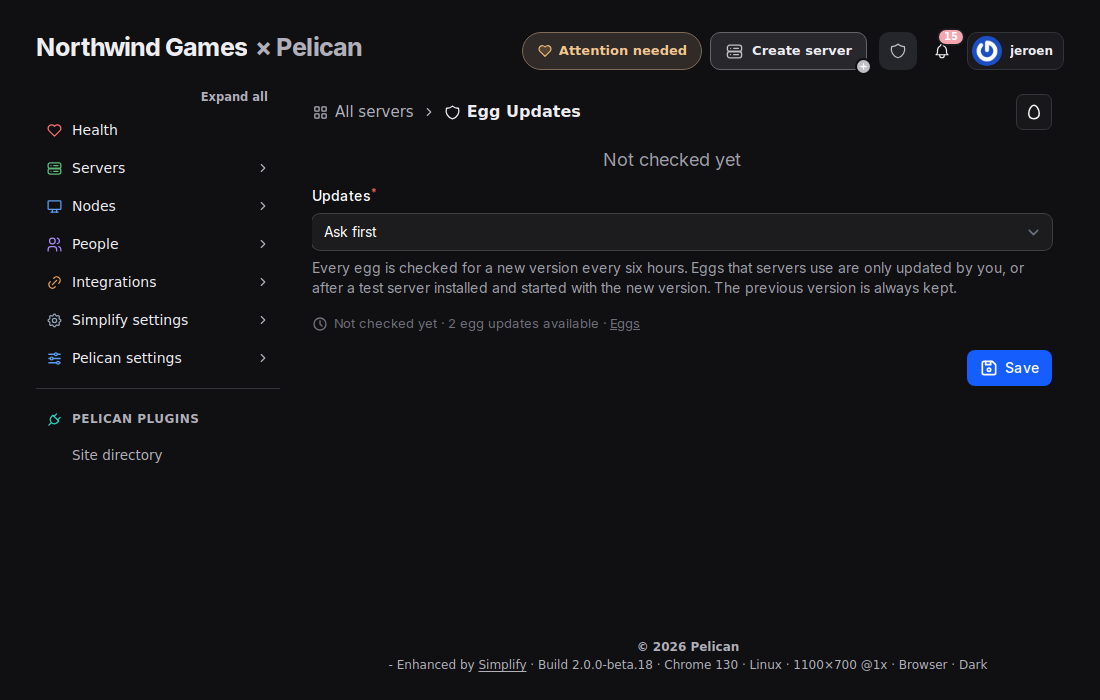 Northwind Games × Pelican
Attention needed
Create server
15
jeroen
Expand all
Health
Servers
Nodes
People
Integrations
Simplify settings
Pelican settings
PELICAN PLUGINS
Site directory
All servers > Egg Updates
Not checked yet
Updates*
Ask first
Every egg is checked for a new version every six hours. Eggs that servers use are only updated by you, or
after a test server installed and started with the new version. The previous version is always kept.
Not checked yet · 2 egg updates available · Eggs
Save
© 2026 Pelican
- Enhanced by Simplify · Build 2.0.0-beta.18 · Chrome 130 · Linux · 1100×700 @1x · Browser · Dark